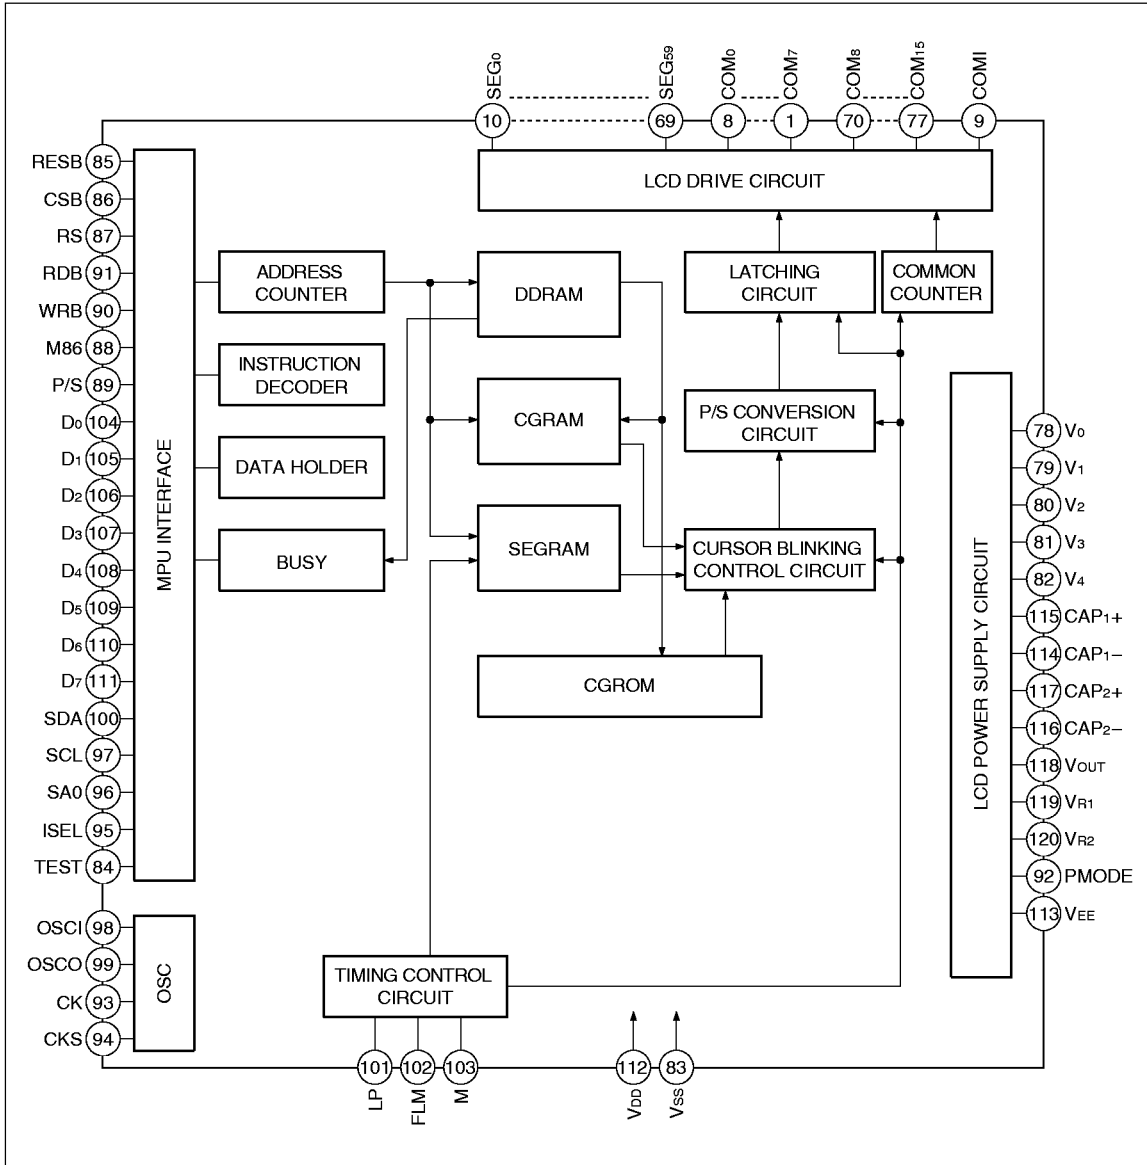 SEG0 SEG59 COM0 COM7 COM8 COM15 COMI
10 69 8 1 70 77 9
LCD DRIVE CIRCUIT
RESB 85
CSB 86
RS 87
RDB 91
WRB 90
M86 88
P/S 89
D0 104
D1 105
D2 106
D3 107
D4 108
D5 109
D6 110
D7 111
SDA 100
SCL 97
SA0 96
ISEL 95
TEST 84
MPU INTERFACE
ADDRESS
COUNTER
INSTRUCTION
DECODER
DATA HOLDER
BUSY
DDRAM
CGRAM
SEGRAM
CGROM
LATCHING
CIRCUIT
COMMON
COUNTER
P/S CONVERSION
CIRCUIT
CURSOR BLINKING
CONTROL CIRCUIT
LCD POWER SUPPLY CIRCUIT
78 V0
79 V1
80 V2
81 V3
82 V4
115 CAP1+
114 CAP1−
117 CAP2+
116 CAP2−
118 VOUT
119 VR1
120 VR2
92 PMODE
113 VEE
OSCI 98
OSCO 99
CK 93
CKS 94
OSC
TIMING CONTROL
CIRCUIT
101 102 103 112 83
LP FLM M VDD VSS